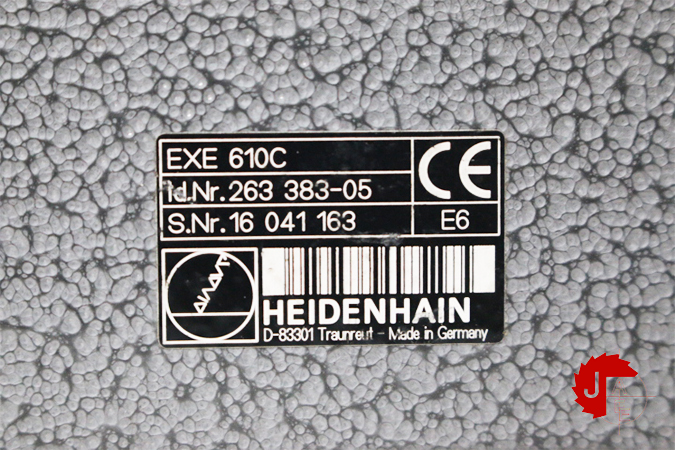 EXE 610C
Id.Nr.263 383-05
S.Nr.16 041 163
E6
CE
HEIDENHAIN
D-83301 Traunreut - Made in Germany
J